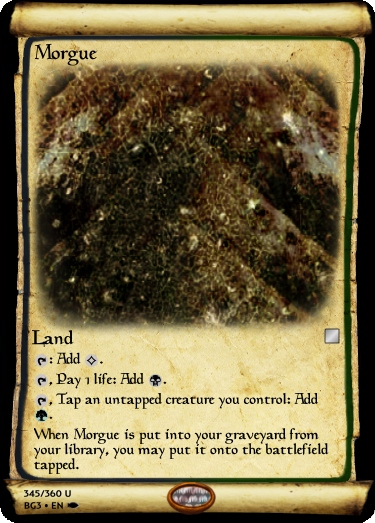 Morgue
Land
: Add .
, Pay 1 life: Add .
, Tap an untapped creature you control: Add
.
When Morgue is put into your graveyard from
your library, you may put it onto the battlefield
tapped.
345/360 U
BG3 • EN